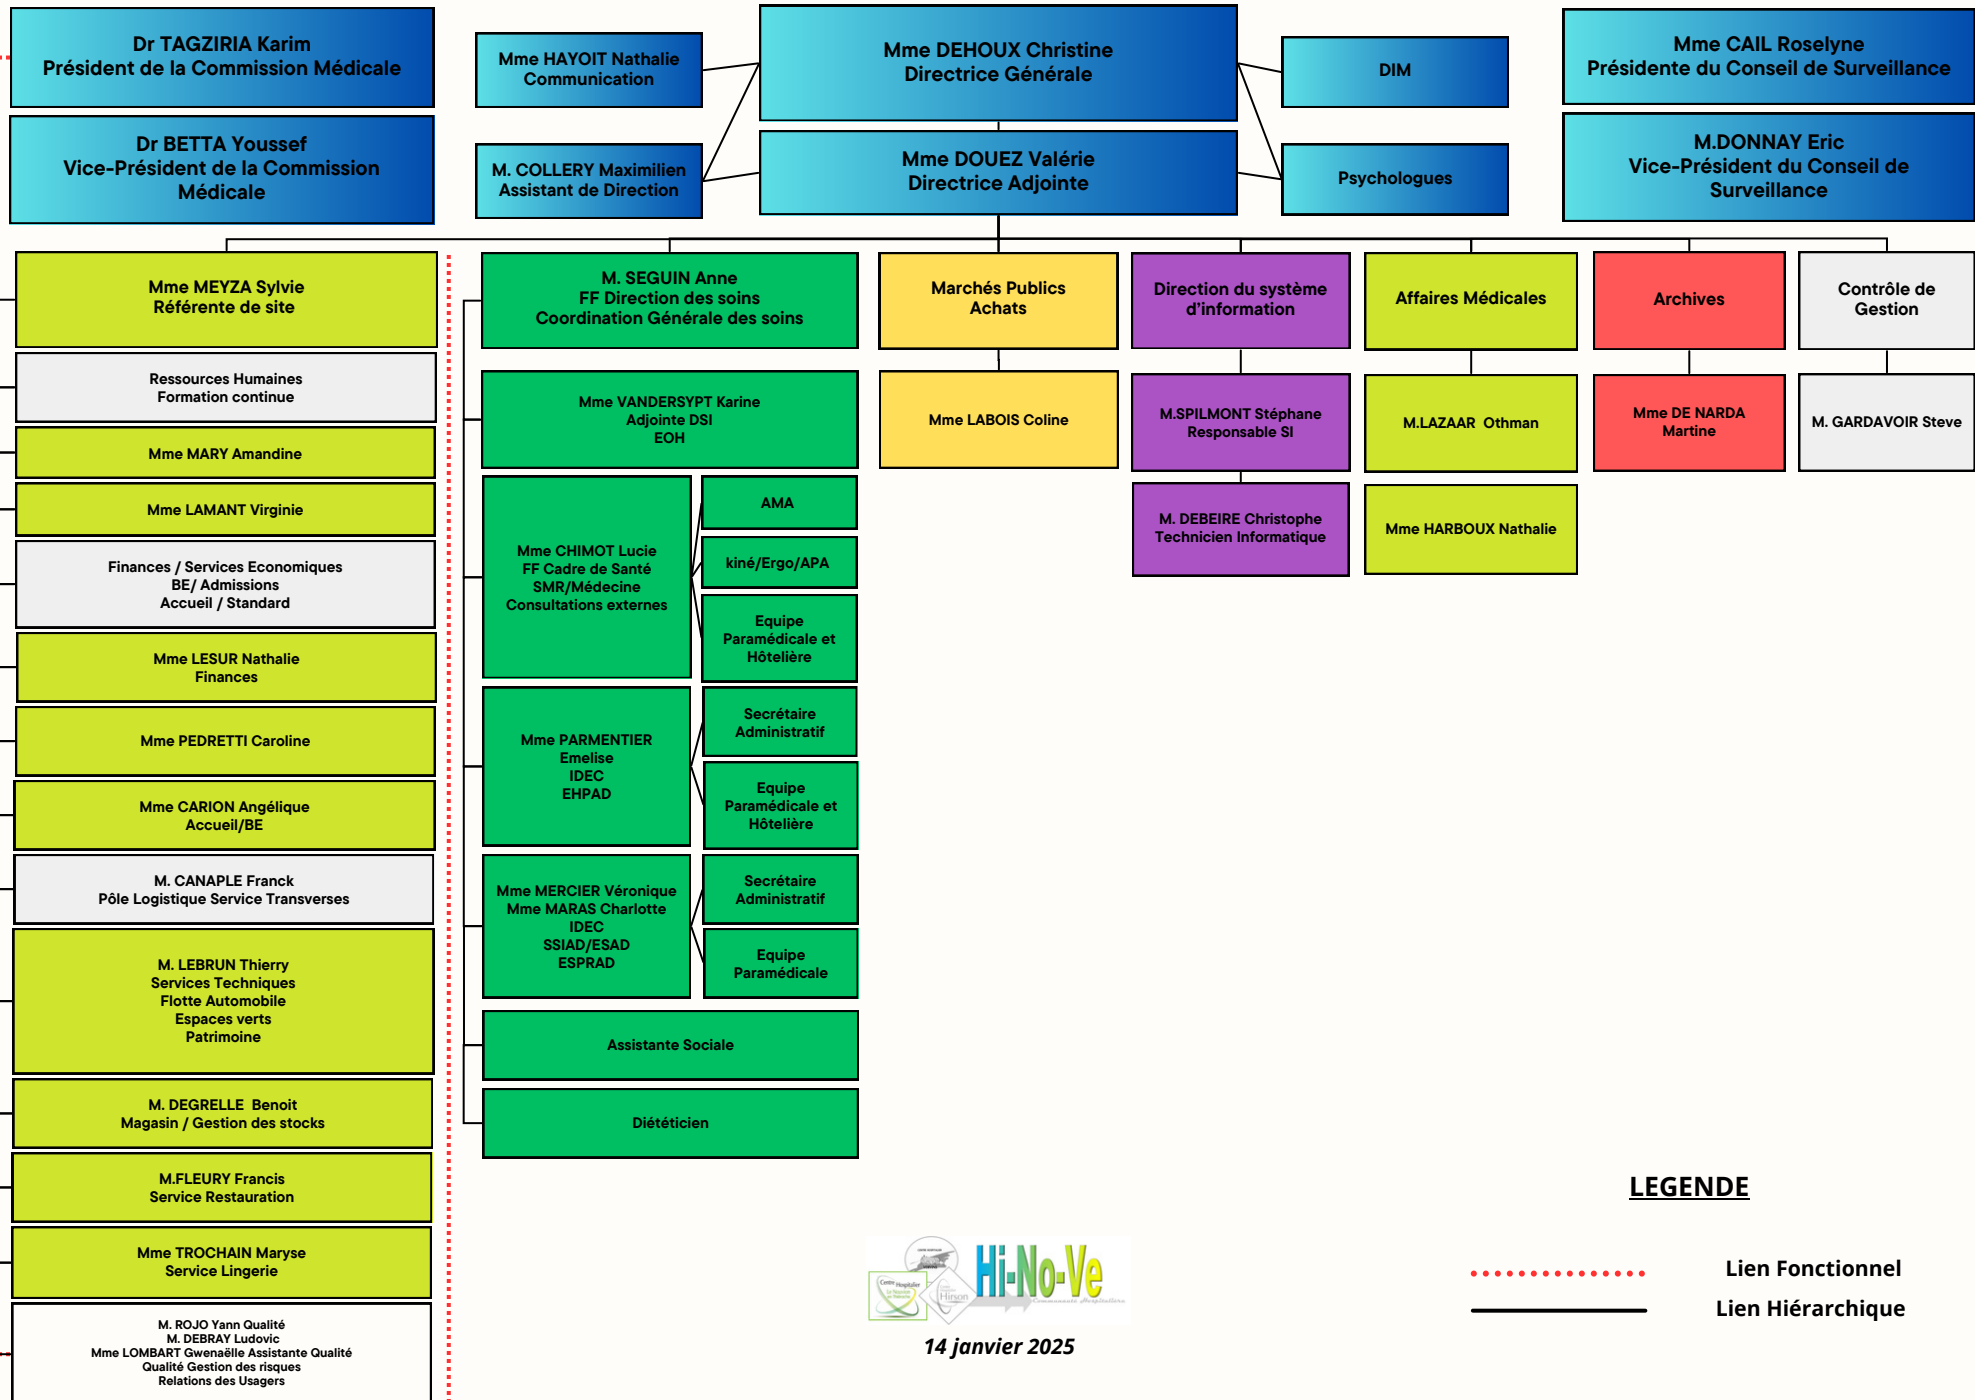 Dr TAGZIRIA Karim
Président de la Commission Médicale
Dr BETTA Youssef
Vice-Président de la Commission
Médicale
Mme HAYOIT Nathalie
Communication
M. COLLERY Maximilien
Assistant de Direction
Mme DEHOUX Christine
Directrice Générale
Mme DOUEZ Valérie
Directrice Adjointe
DIM
Psychologues
Mme CAIL Roselyne
Présidente du Conseil de Surveillance
M.DONNAY Eric
Vice-Président du Conseil de
Surveillance
Mme MEYZA Sylvie
Référente de site
Ressources Humaines
Formation continue
Mme MARY Amandine
Mme LAMANT Virginie
Finances / Services Economiques
BE/ Admissions
Accueil / Standard
Mme LESUR Nathalie
Finances
Mme PEDRETTI Caroline
Mme CARION Angélique
Accueil/BE
M. CANAPLE Franck
Pôle Logistique Service Transverses
M. LEBRUN Thierry
Services Techniques
Flotte Automobile
Espaces verts
Patrimoine
M. DEGRELLE Benoit
Magasin / Gestion des stocks
M.FLEURY Francis
Service Restauration
Mme TROCHAIN Maryse
Service Lingerie
M. ROJO Yann Qualité
M. DEBRAY Ludovic
Mme LOMBART Gwenaëlle Assistante Qualité
Qualité Gestion des risques
Relations des Usagers
M. SEGUIN Anne
FF Direction des soins
Coordination Générale des soins
Mme VANDERSYPT Karine
Adjointe DSI
EOH
Mme CHIMOT Lucie
FF Cadre de Santé
SMR/Médecine
Consultations externes
AMA
kiné/Ergo/APA
Equipe
Paramédicale et
Hôtelière
Mme PARMENTIER
Emelise
IDEC
EHPAD
Secrétaire
Administratif
Equipe
Paramédicale et
Hôtelière
Mme MERCIER Véronique
Mme MARAS Charlotte
IDEC
SSIAD/ESAD
ESPRAD
Secrétaire
Administratif
Equipe
Paramédicale
Assistante Sociale
Diététicien
Marchés Publics
Achats
Mme LABOIS Coline
Direction du système
d'information
M.SPILMONT Stéphane
Responsable SI
M. DEBEIRE Christophe
Technicien Informatique
Affaires Médicales
M.LAZAAR Othman
Mme HARBOUX Nathalie
Archives
Mme DE NARDA
Martine
Contrôle de
Gestion
M. GARDAVOIR Steve
Centre Hospitalier
Hirson
Hi-No-Ve
Communauté Hospitalière
14 janvier 2025
LEGENDE
Lien Fonctionnel
Lien Hiérarchique